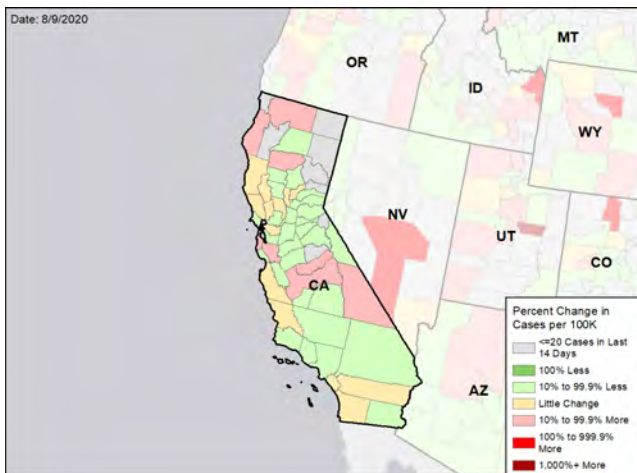 Date: 8/9/2020
MT
OR
ID
WY
NV
UT
CO
CA
AZ
Percent Change in
Cases per 100K
<=20 Cases in Last
14 Days
100% Less
10% to 99.9% Less
Little Change
10% to 99.9% More
100% to 999.9%
More
1,000%+ More